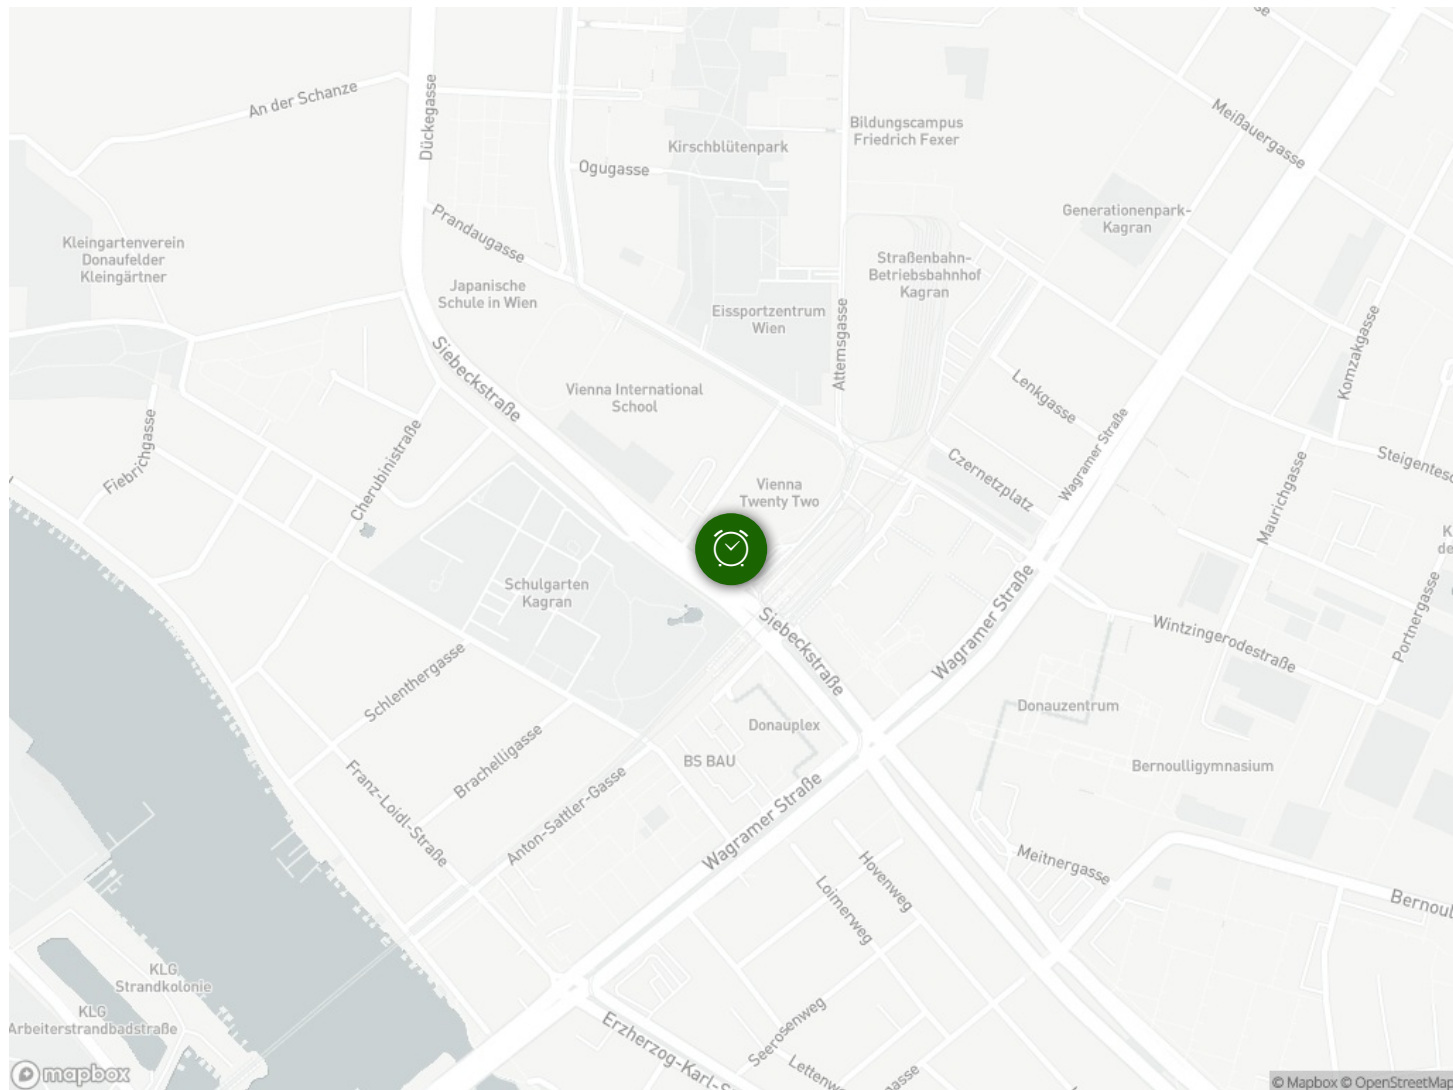 An der Schanze
Dückegasse
Meißauergasse
Bildungscampus
Friedrich Fexer
Kirschblütenpark
Ogugasse
Generationenpark-
Kagran
Prandaugasse
Kleingartenverein
Donaufelder
Kleingärtner
Straßenbahn-
Betriebsbahnhof
Kagran
Japanische
Schule in Wien
Eissportzentrum
Wien
Attemsgasse
Komzakgasse
Siebeckstraße
Lenkgasse
Vienna International
School
Wagramer Straße
Fiebrichgasse
Cherubinistraße
Czernetzplatz
Maurichgasse
Vienna
Twenty Two
Schulgarten
Kagran
Siebeckstraße
Wagramer Straße
Wintzingerodestraße
Portnergasse
Schlenthergasse
Donauzentrum
Donauplex
BS BAU
Bernoulligymnasium
Brachelligasse
Franz-Loidl-Straße
Anton-Sattler-Gasse
Wagramer Straße
Meitnergasse
Hovenweg
Loimerweg
KLG
Strandkolonie
KLG
Arbeiterstrandbadstraße
Seerosenweg
Erzherzog-Karl-S
mapbox
© Mapbox © OpenStreetMap